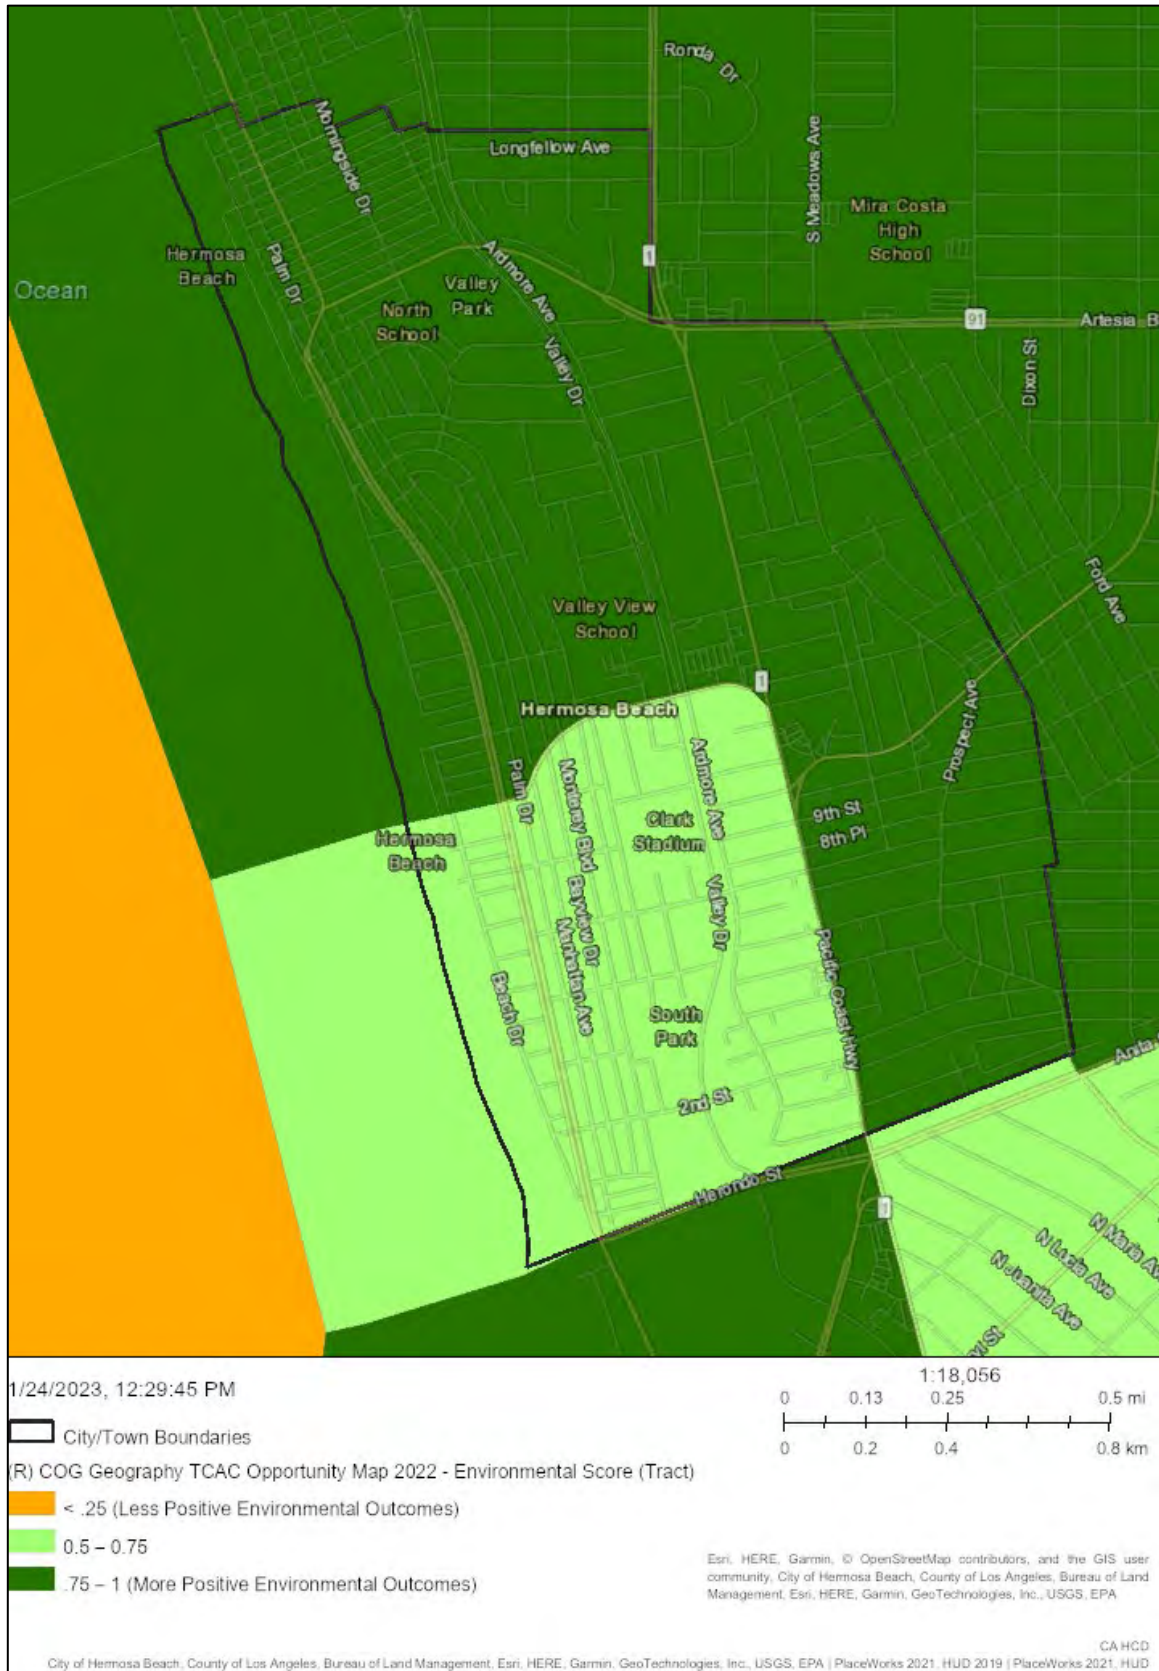 Ronda Dr
Morningside Dr
Longfellow Ave
S Meadows Ave
Mira Costa
High
School
Hermosa
Beach
Palm Dr
1
Ardmore Ave
Valley
Park
Ocean
North
School
91
Artesia B
Valley Dr
Dixon St
Ford Ave
Valley View
School
1
Hermosa Beach
Prospect Ave
Palm Dr
Monterey Blvd
Ardmore Ave
9th St
8th Pl
Clark
Stadium
Hermosa
Beach
Bayview Dr
Valley Dr
Manhattan Ave
Pacific Coast Hwy
Beach Dr
South
Park
2nd St
Anita
Herondo St
1
N Maria Av
N Lucia Ave
N Juanita Ave
St
1/24/2023, 12:29:45 PM
1:18,056
0 0.13 0.25 0.5 mi
0 0.2 0.4 0.8 km
City/Town Boundaries
(R) COG Geography TCAC Opportunity Map 2022 - Environmental Score (Tract)
< .25 (Less Positive Environmental Outcomes)
0.5 – 0.75
.75 – 1 (More Positive Environmental Outcomes)
Esri, HERE, Garmin, © OpenStreetMap contributors, and the GIS user
community, City of Hermosa Beach, County of Los Angeles, Bureau of Land
Management, Esri, HERE, Garmin, GeoTechnologies, Inc., USGS, EPA
CA HCD
City of Hermosa Beach, County of Los Angeles, Bureau of Land Management, Esri, HERE, Garmin, GeoTechnologies, Inc., USGS, EPA | PlaceWorks 2021, HUD 2019 | PlaceWorks 2021, HUD